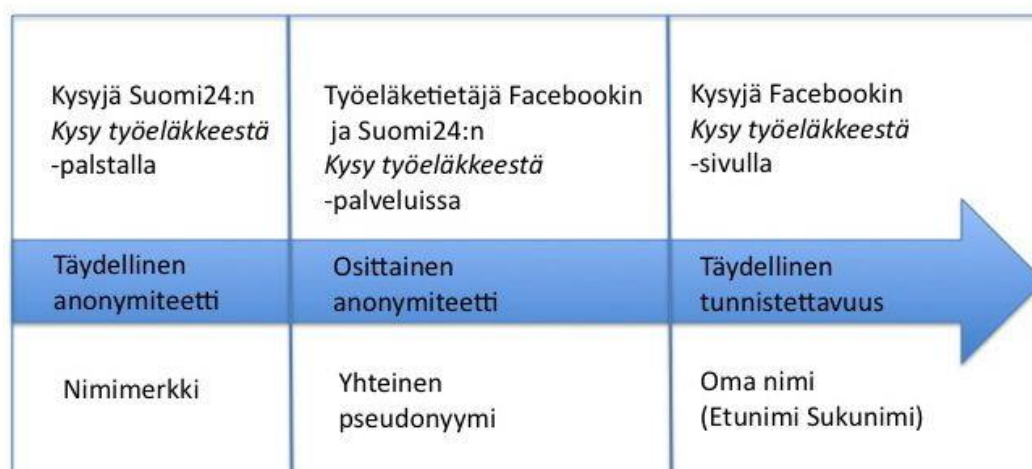 Kysyjä Suomi24:n
Kysy työeläkkeestä
-palstalla
Työeläketietäjä Facebookin
ja Suomi24:n
Kysy työeläkkeestä
-palveluissa
Kysyjä Facebookin
Kysy työeläkkeestä
-sivulla
Täydellinen
anonymiteetti
Osittainen
anonymiteetti
Täydellinen
tunnistettavuus
Nimimerkki
Yhteinen
pseudonyymi
Oma nimi
(Etunimi Sukunimi)